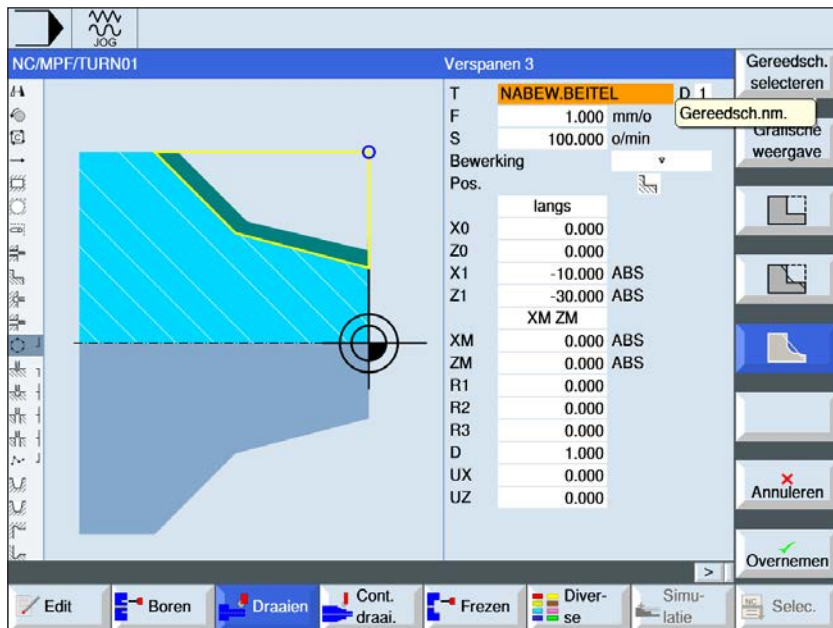 JOG
NC/MPF/TURN01
Verspanen 3
Gereedsch.
selecteren
T NABEW.BEITEL D 1
Gereedsch.nm.
F 1.000 mm/o
S 100.000 o/min
Grafische
weergave
Bewerking
Pos.
langs
X0 0.000
Z0 0.000
X1 -10.000 ABS
Z1 -30.000 ABS
XM ZM
XM 0.000 ABS
ZM 0.000 ABS
R1 0.000
R2 0.000
R3 0.000
D 1.000
UX 0.000
UZ 0.000
Annuleren
Overnemen
>
Edit
Boren
Draaien
Cont.
draai.
Frezen
Diver-
se
Simu-
latie
NC
Selec.